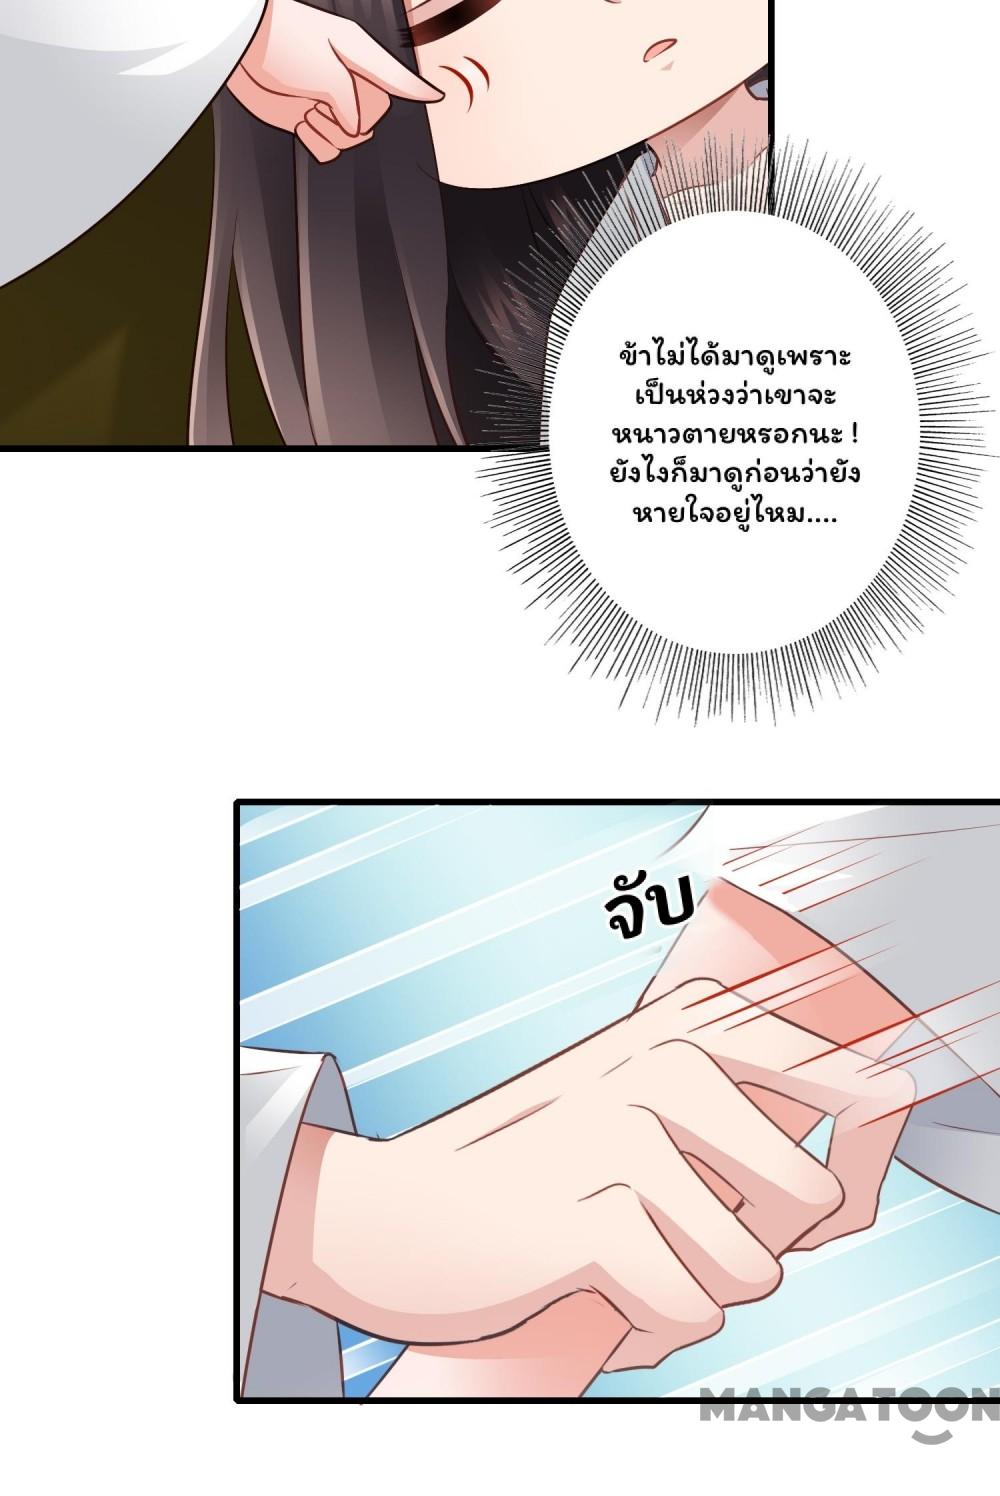 ข้าไม่ได้มาดูเพราะ
เป็นห่วงว่าเขาจะ
หนาวตายหรอกนะ !
ยังไงก็มาดูก่อนว่ายัง
หายใจอยู่ไหม....
จับ
MANGATOON